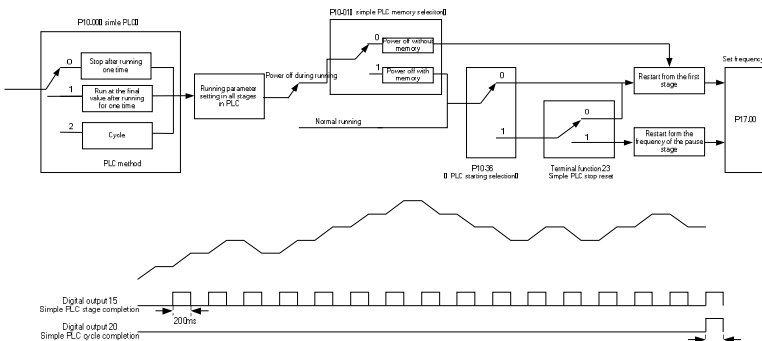 P10-00( simle PLC)
0
Stop after running
one time
1
Run at the final
value after running
for one time
2
Cycle
PLC method
Running parameter
setting in all stages
in PLC
Power off during running
P10-01( simple PLC memory-seleciton)
0
Power off without
memory
1
Power off with
memory
Normal running
0
1
P10-36
( PLC starting selection)
0
1
Terminal function 23
Simple PLC stop reset
Restart from the first
stage
Restart form the
frequency of the pause
stage
Set frequency
P17.00
Digital output 15
Simple PLC stage completion
200ms
Digital output 20
Simple PLC cycle completion